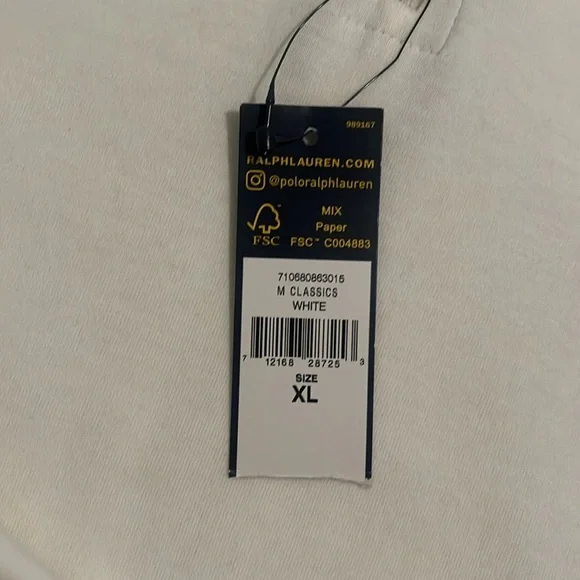 989167
RALPHLAUREN.COM
@poloralphlauren
MIX
Paper
FSC™ C004883
FSC
710680863015
M CLASSICS
WHITE
7 12168 28725 3
SIZE
XL